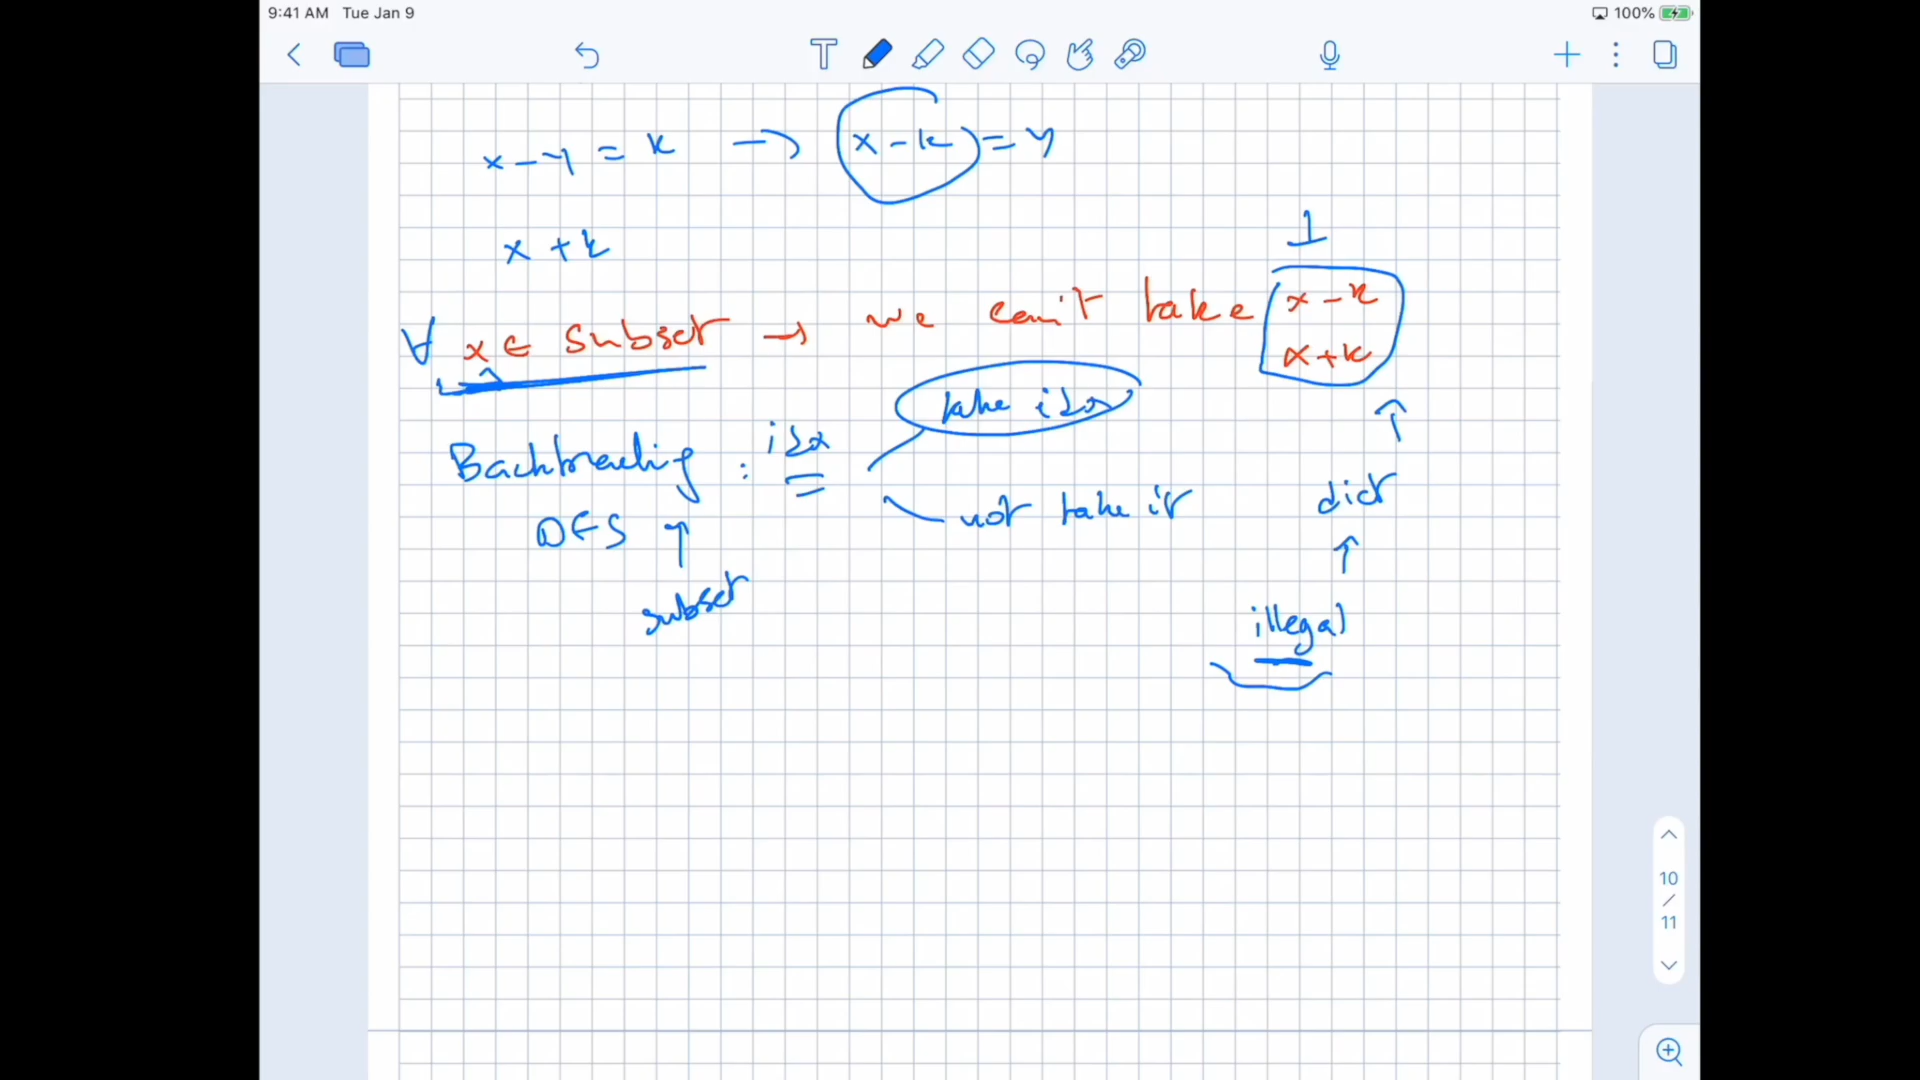 9:41 AM Tue Jan 9
100%
x - y = k → x - k = y
x + k
1
∀ x ∈ subset → we can't take x - k
x + k
Backtracking : idx
take idx
not take it
DFS ↑
subset
↑
dict
↑
illegal
10
/
11